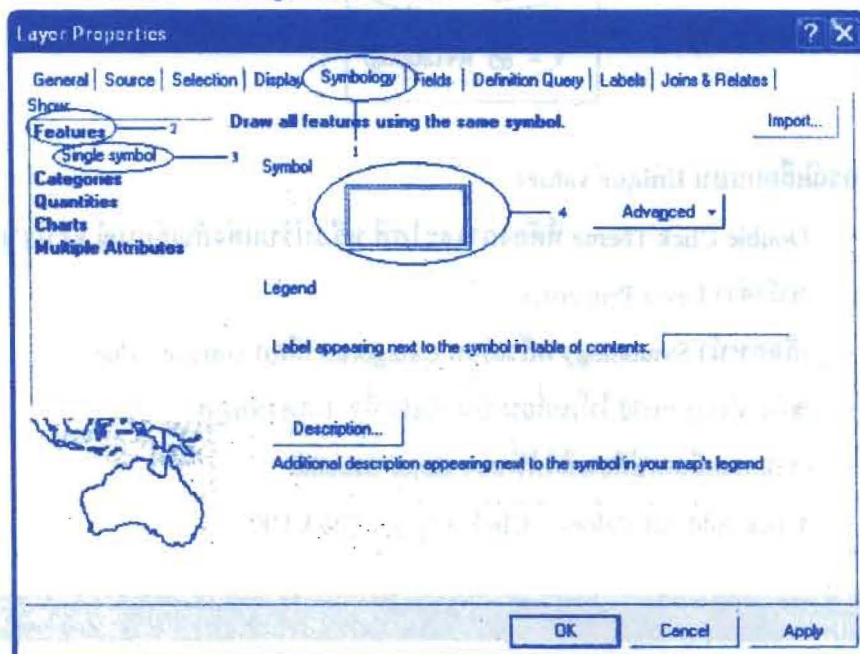 Layer Properties
General | Source | Selection | Display Symbology Fields | Definition Query | Labels | Joins & Relates |
Show:
Features 2
Draw all features using the same symbol.
Import...
Single symbol 3
1
Categories
Quantities
Charts
Multiple Attributes
Symbol
4
Advanced
Legend
Label appearing next to the symbol in table of contents:
Description...
Additional description appearing next to the symbol in your map's legend
OK Cancel Apply